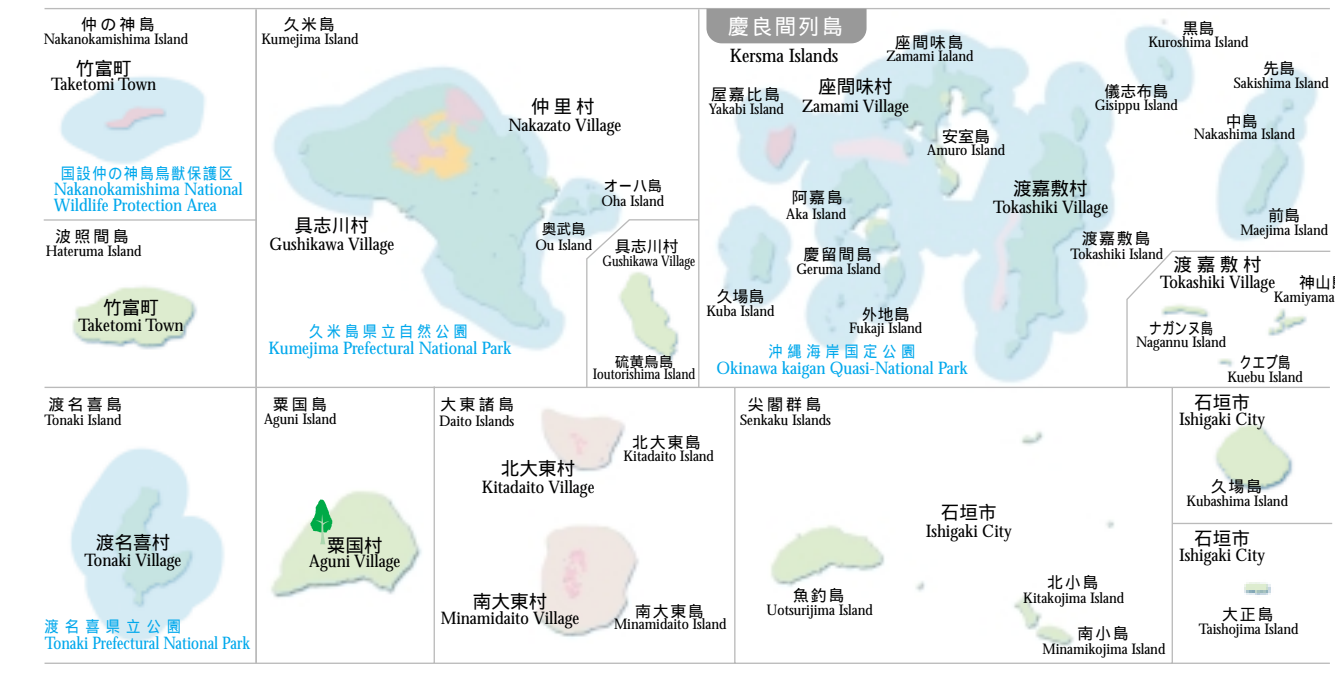 仲の神島
Nakanokamishima Island
竹富町
Taketomi Town
国設仲の神島鳥獣保護区
Nakanokamishima National
Wildlife Protection Area
波照間島
Hateruma Island
竹富町
Taketomi Town
久米島
Kumejima Island
仲里村
Nakazato Village
オーハ島
Oha Island
奥武島
Ou Island
具志川村
Gushikawa Village
久米島県立自然公園
Kumejima Prefectural National Park
具志川村
Gushikawa Village
硫黄鳥島
Ioutorishima Island
慶良間列島
Kersma Islands
座間味島
Zamami Ialand
黒島
Kuroshima Island
屋嘉比島
Yakabi Island
座間味村
Zamami Village
儀志布島
Gisippu Island
先島
Sakishima Island
中島
Nakashima Island
安室島
Amuro Island
阿嘉島
Aka Island
渡嘉敷村
Tokashiki Village
前島
Maejima Island
慶留間島
Geruma Island
渡嘉敷島
Tokashiki Island
久場島
Kuba Island
外地島
Fukaji Island
沖縄海岸国定公園
Okinawa kaigan Quasi-National Park
渡嘉敷村
Tokashiki Village
神山
Kamiyama
ナガンヌ島
Nagannu Island
クエブ島
Kuebu Island
渡名喜島
Tonaki Island
渡名喜村
Tonaki Village
渡名喜県立公園
Tonaki Prefectural National Park
粟国島
Aguni Island
粟国村
Aguni Village
大東諸島
Daito Islands
北大東島
Kitadaito Island
北大東村
Kitadaito Village
南大東村
Minamidaito Village
南大東島
Minamidaito Island
尖閣群島
Senkaku Islands
石垣市
Ishigaki City
魚釣島
Uotsurijima Island
北小島
Kitakojima Island
南小島
Minamikojima Island
石垣市
Ishigaki City
久場島
Kubashima Island
石垣市
Ishigaki City
大正島
Taishojima Island